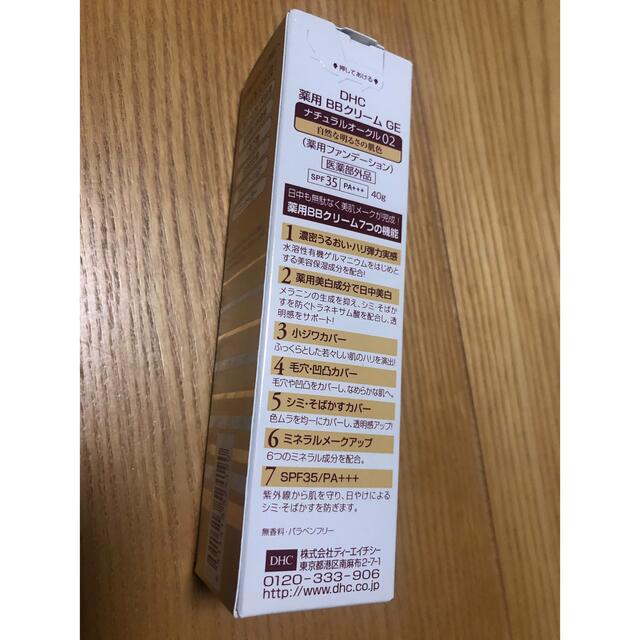 押してあける
DHC
薬用 BBクリーム GE
ナチュラルオークル02
自然な明るさの肌色
(薬用ファンデーション)
医薬部外品
SPF35 PA+++ 40g
日中も無駄なく美肌メークが完成!
薬用BBクリーム7つの機能
1 濃密うるおい・ハリ弾力実感
水溶性有機ゲルマニウムをはじめと
する美容保湿成分を配合!
2 薬用美白成分で日中美白
メラニンの生成を抑え、シミ・そばか
すを防ぐトラネキサム酸を配合し、透
明感をサポート!
3 小ジワカバー
ふっくらとした若々しい肌のハリを演出!
4 毛穴・凹凸カバー
毛穴や凹凸をカバーし、なめらかな肌へ。
5 シミ・そばかすカバー
色ムラを均一にカバーし、透明感アップ!
6 ミネラルメークアップ
6つのミネラル成分を配合。
7 SPF35/PA+++
紫外線から肌を守り、日やけによる
シミ・そばかすを防ぎます。
無香料・パラベンフリー
DHC 株式会社ディーエイチシー
東京都港区南麻布2-7-1
0120-333-906
http://www.dhc.co.jp